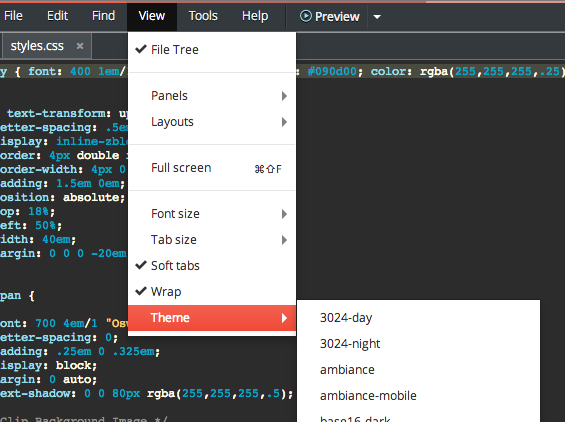 File Edit Find View Tools Help Preview
styles.css ×
y { font: 400 1em/ : #090d00; color: rgba(255,255,255,.25)
File Tree
Panels
text-transform: u
Layouts
etter-spacing: .5e
isplay: inline-zbl
order: 4px double
order-width: 4px 0
Full screen ⌘⇧F
adding: 1.5em 0em;
osition: absolute;
op: 18%;
Font size
eft: 50%;
idth: 40em;
Tab size
argin: 0 0 0 -20em
Soft tabs
Wrap
pan {
Theme
ont: 700 4em/1 "Osw
3024-day
etter-spacing: 0;
3024-night
adding: .25em 0 .325em;
isplay: block;
ambiance
argin: 0 auto;
ext-shadow: 0 0 80px rgba(255,255,255,.5);
ambiance-mobile
Clip Background Image */
base16-dark